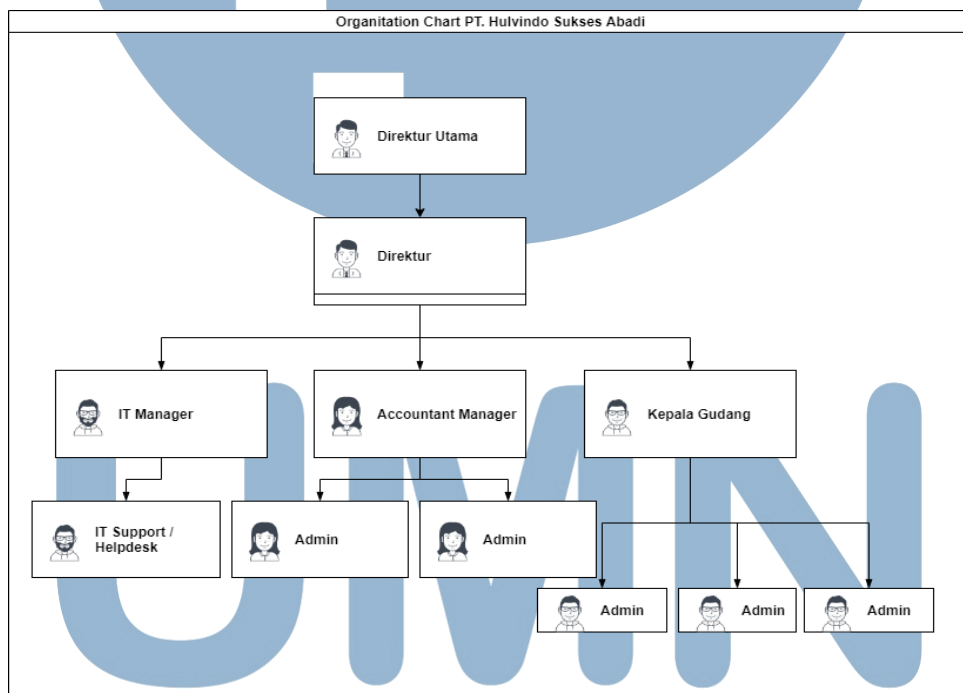 Organitation Chart PT. Hulvindo Sukses Abadi
Direktur Utama
Direktur
IT Manager
Accountant Manager
Kepala Gudang
IT Support /
Helpdesk
Admin
Admin
Admin
Admin
Admin
UMN